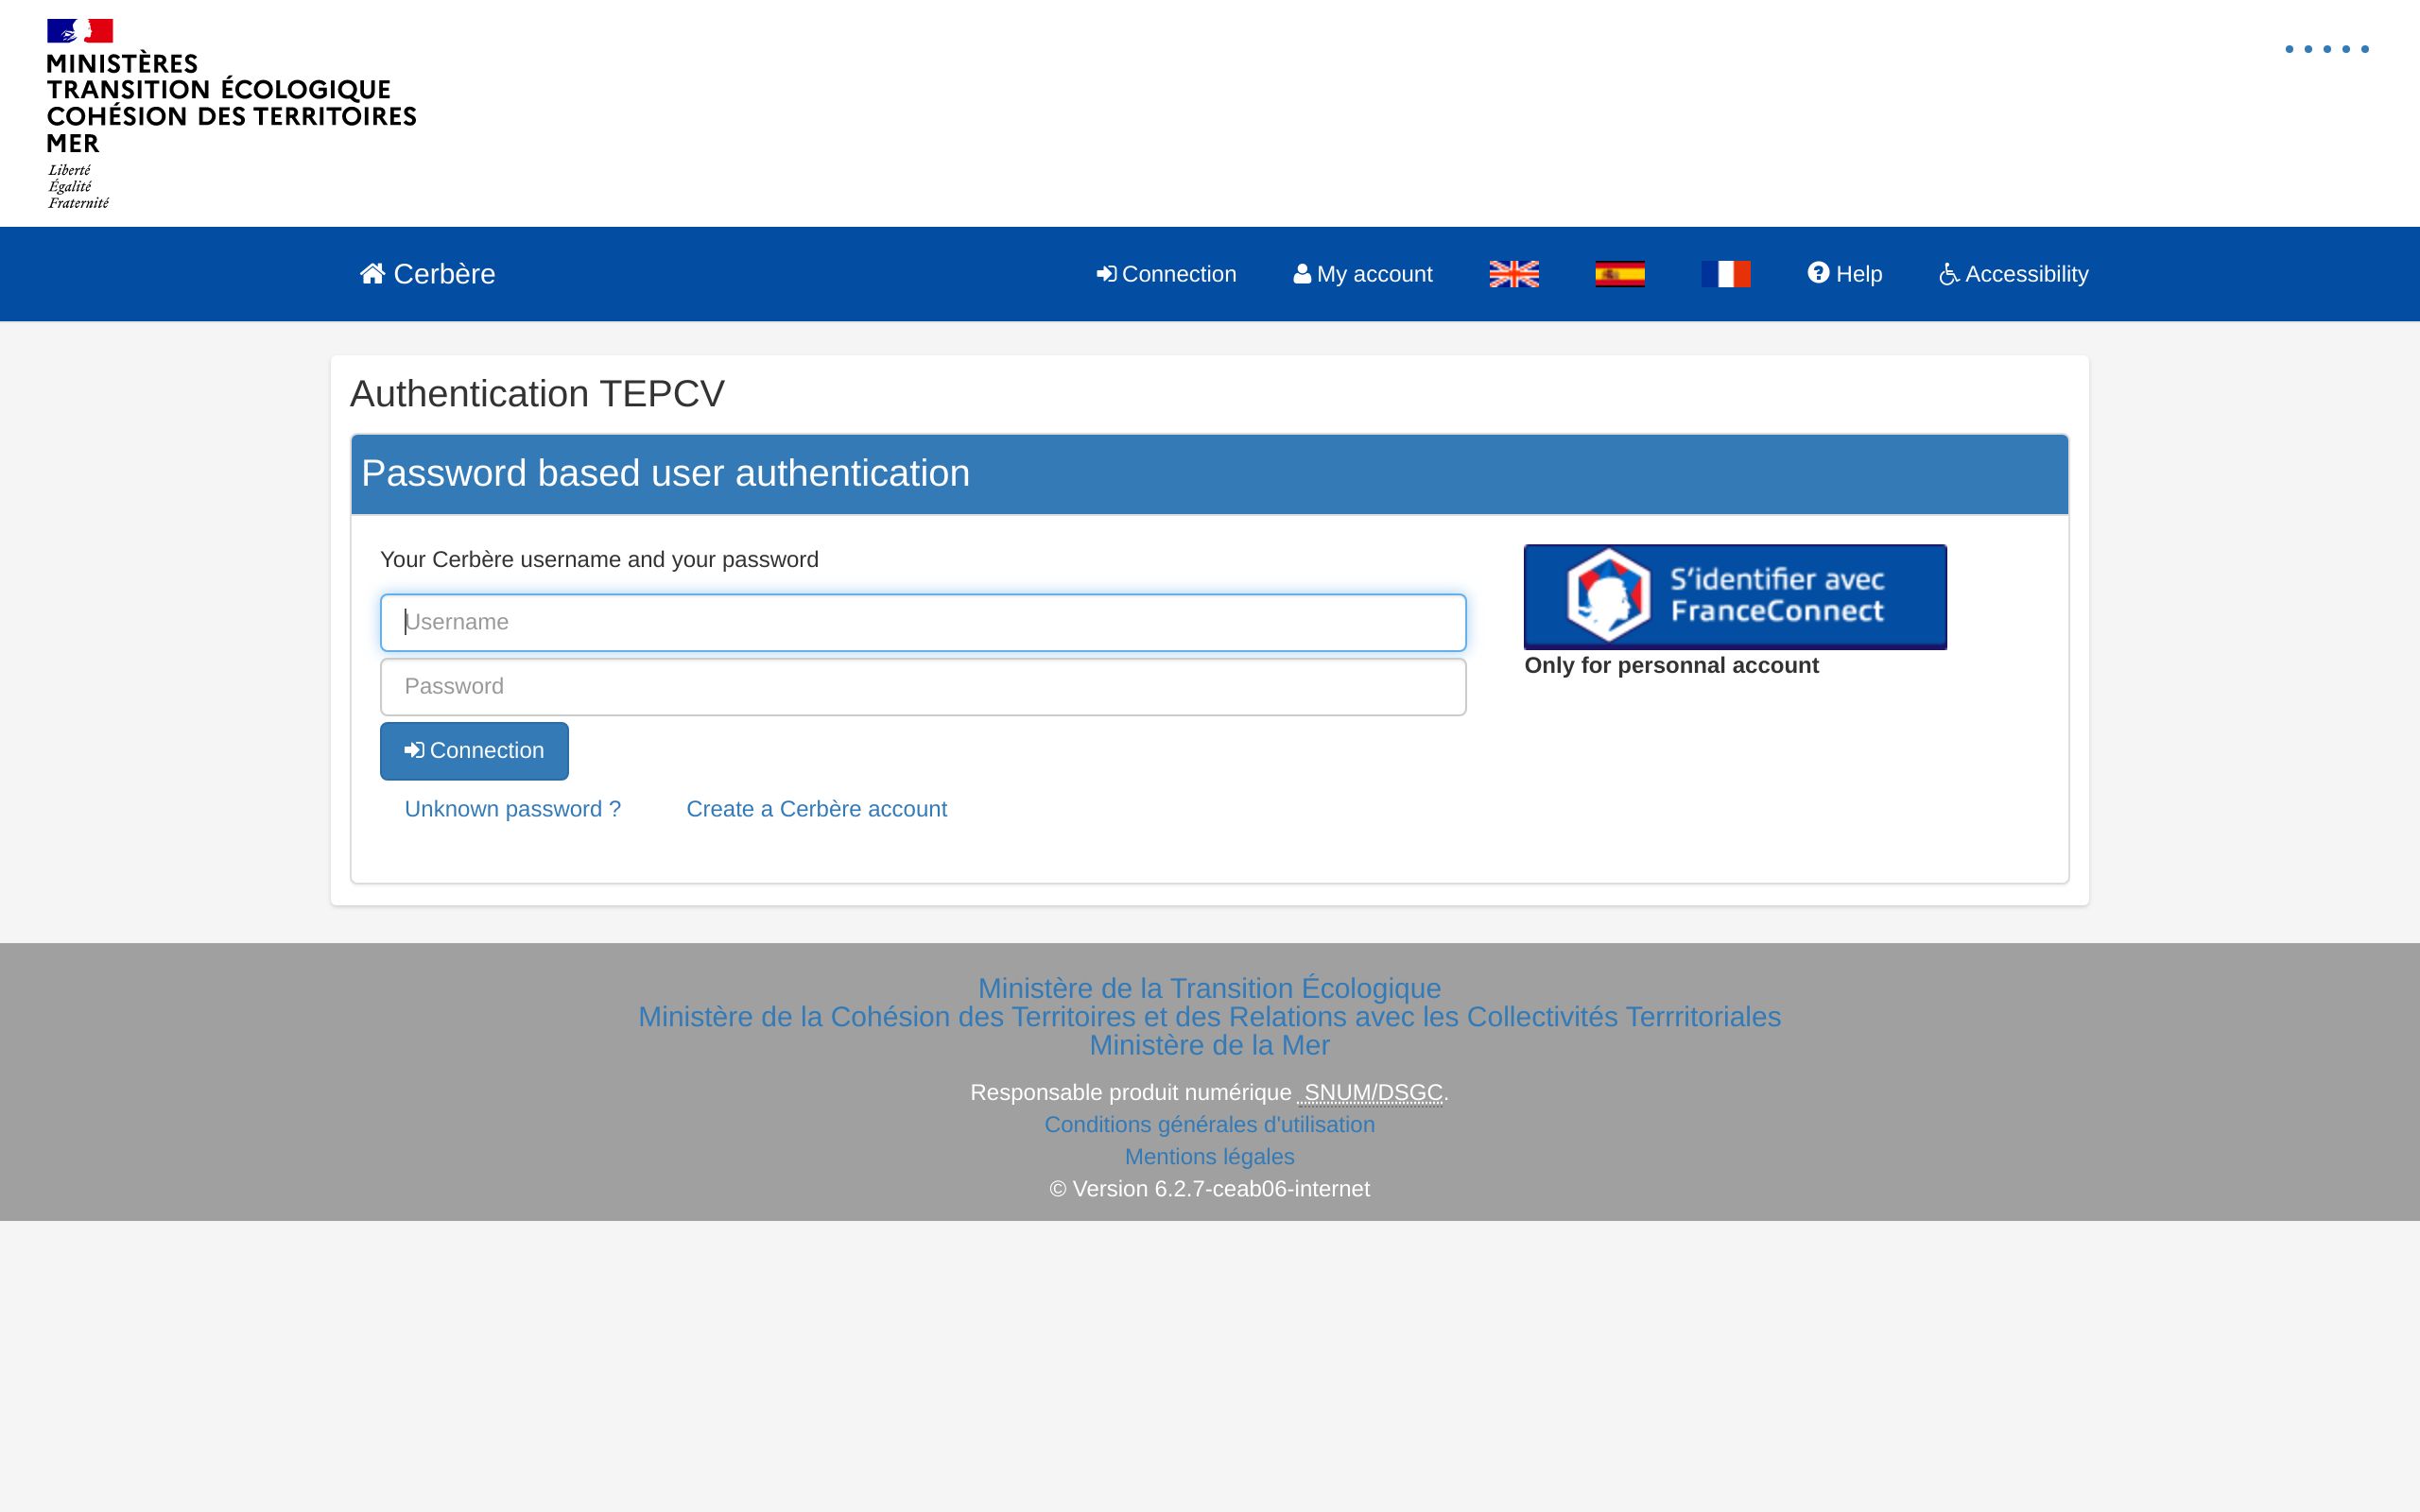 MINISTÈRES
TRANSITION ÉCOLOGIQUE
COHÉSION DES TERRITOIRES
MER
Liberté
Égalité
Fraternité
Cerbère
Connection
My account
Help
Accessibility
Authentication TEPCV
Password based user authentication
Your Cerbère username and your password
Username
Password
Connection
Unknown password ?
Create a Cerbère account
S'identifier avec
FranceConnect
Only for personnal account
Ministère de la Transition Écologique
Ministère de la Cohésion des Territoires et des Relations avec les Collectivités Terrritoriales
Ministère de la Mer
Responsable produit numérique SNUM/DSGC.
Conditions générales d'utilisation
Mentions légales
© Version 6.2.7-ceab06-internet